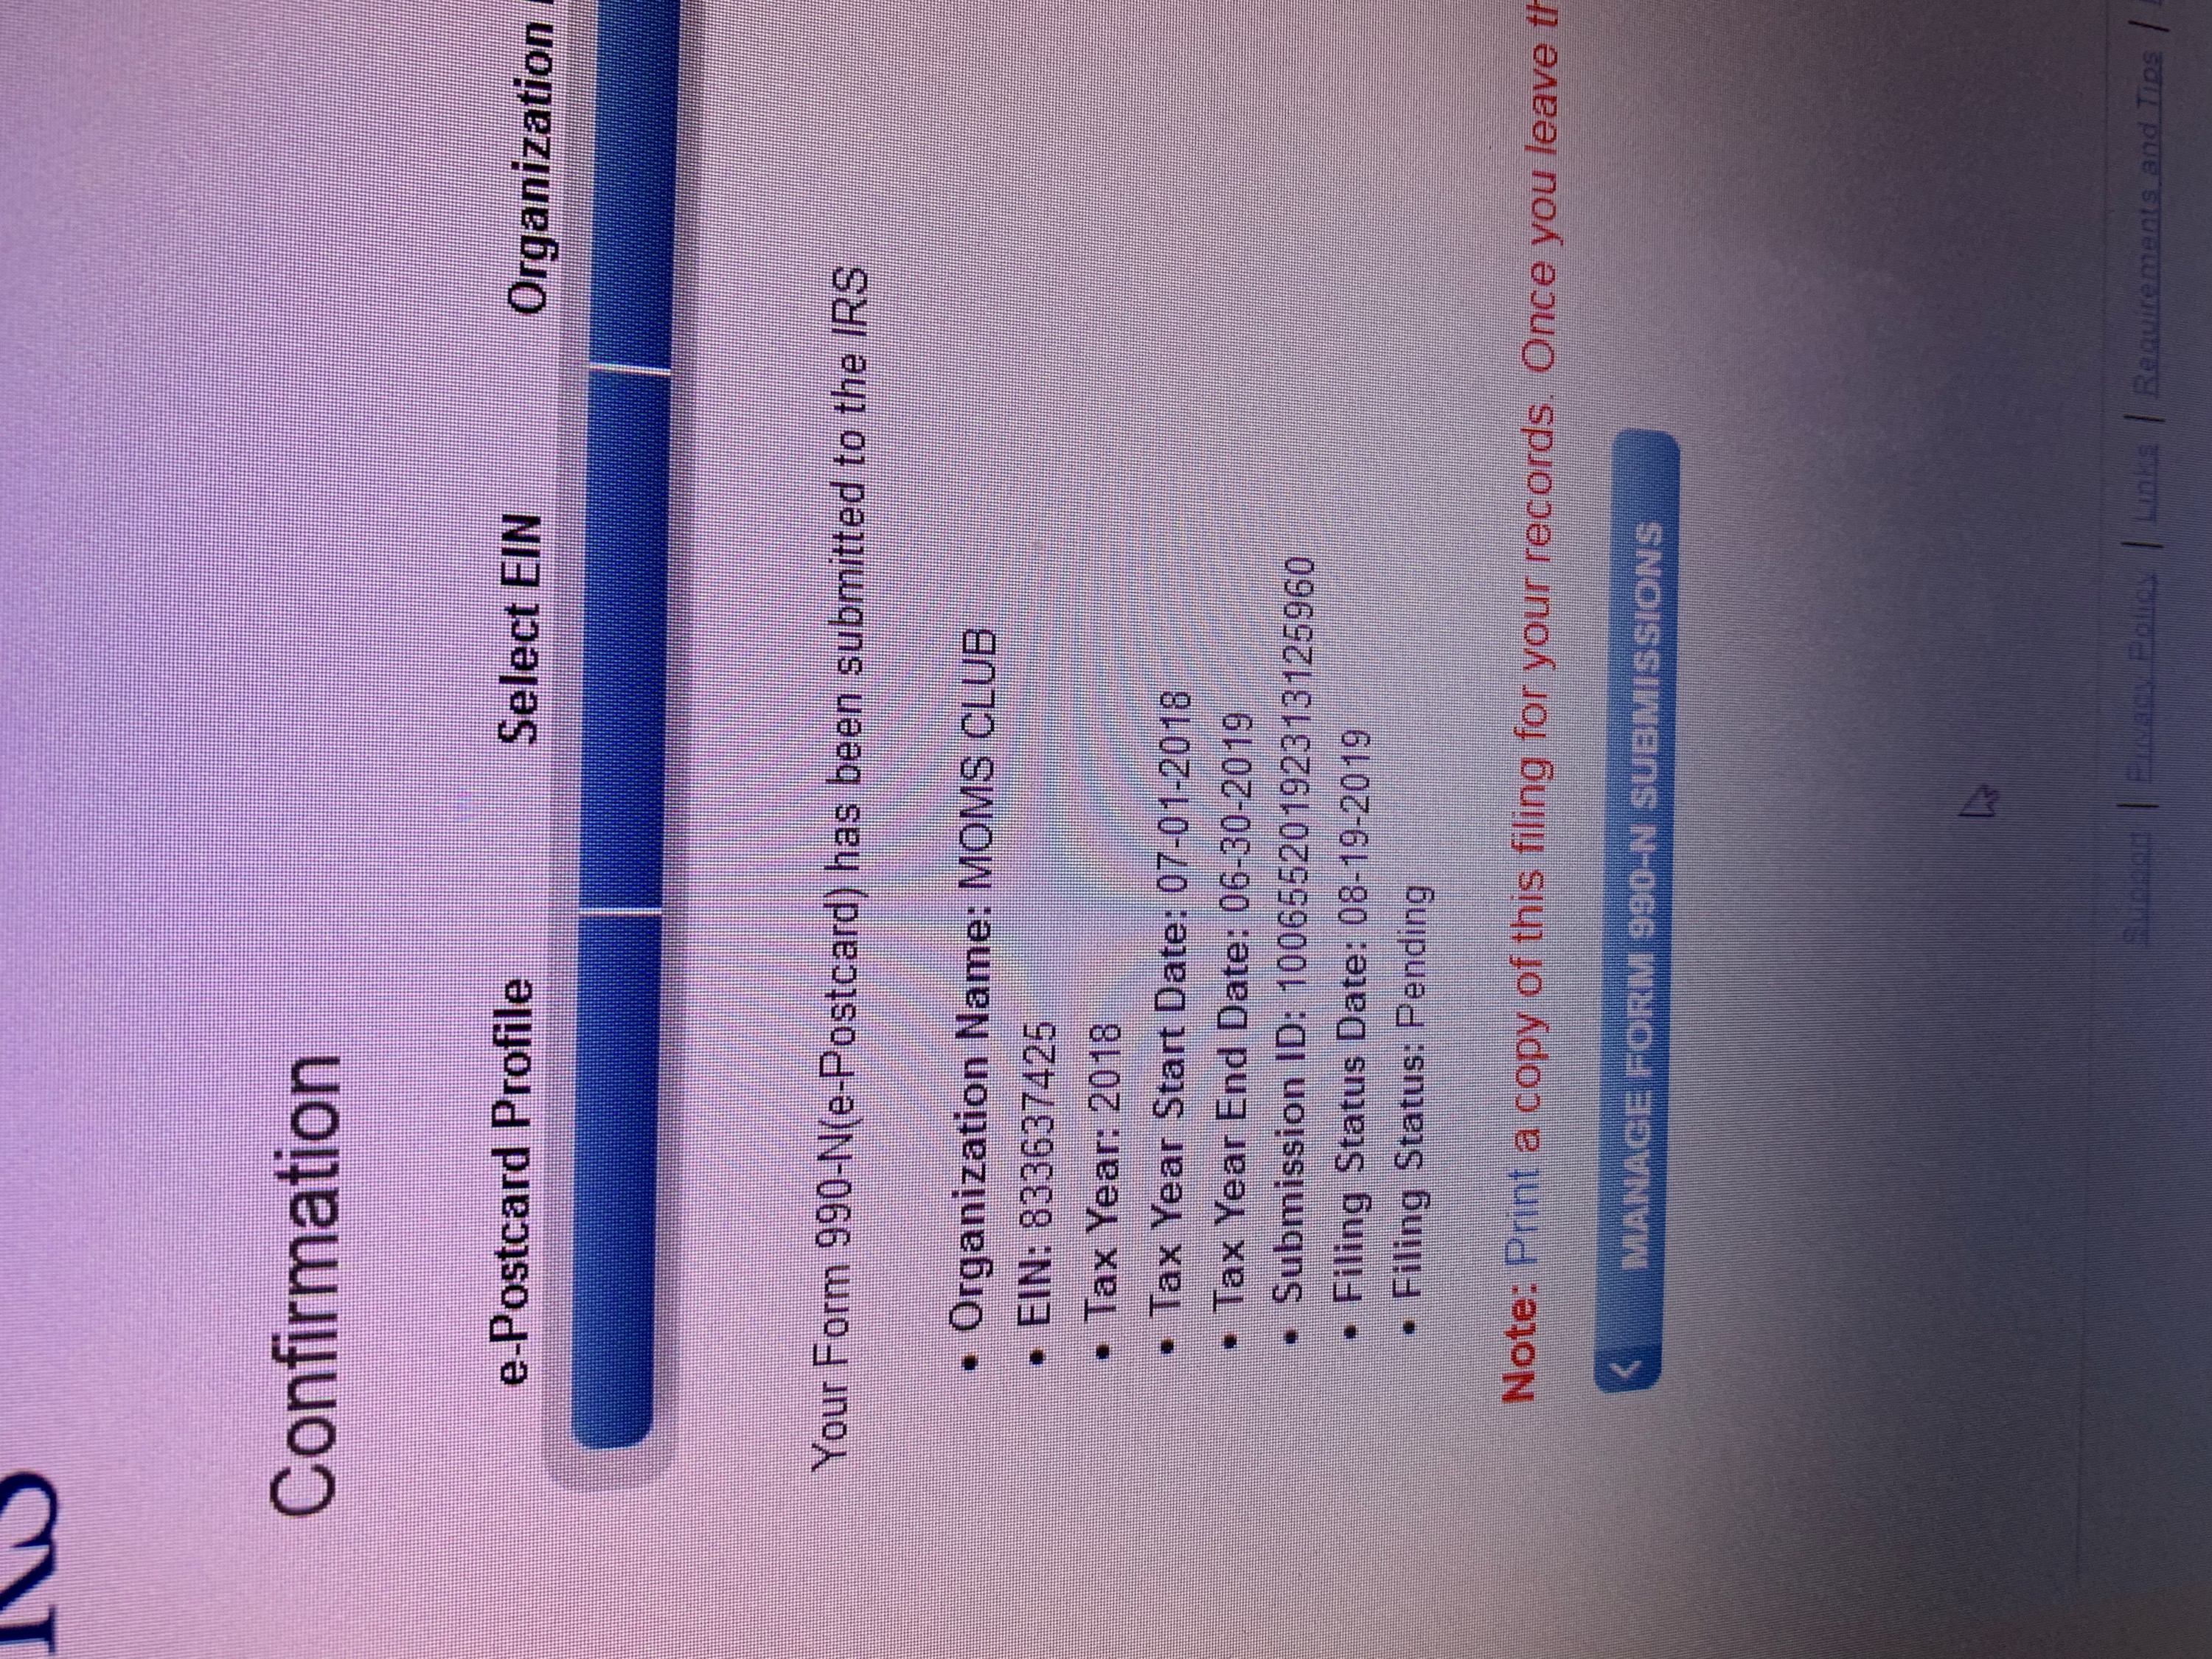 IRS
Confirmation
e-Postcard Profile Select EIN Organization
Your Form 990-N(e-Postcard) has been submitted to the IRS
• Organization Name: MOMS CLUB
• EIN: 833637425
• Tax Year: 2018
• Tax Year Start Date: 07-01-2018
• Tax Year End Date: 06-30-2019
• Submission ID: 10065520192313125960
• Filing Status Date: 08-19-2019
• Filing Status: Pending
Note: Print a copy of this filing for your records. Once you leave th
MANAGE FORM 990-N SUBMISSIONS
Support | Privacy Policy | Links | Requirements and Tips |